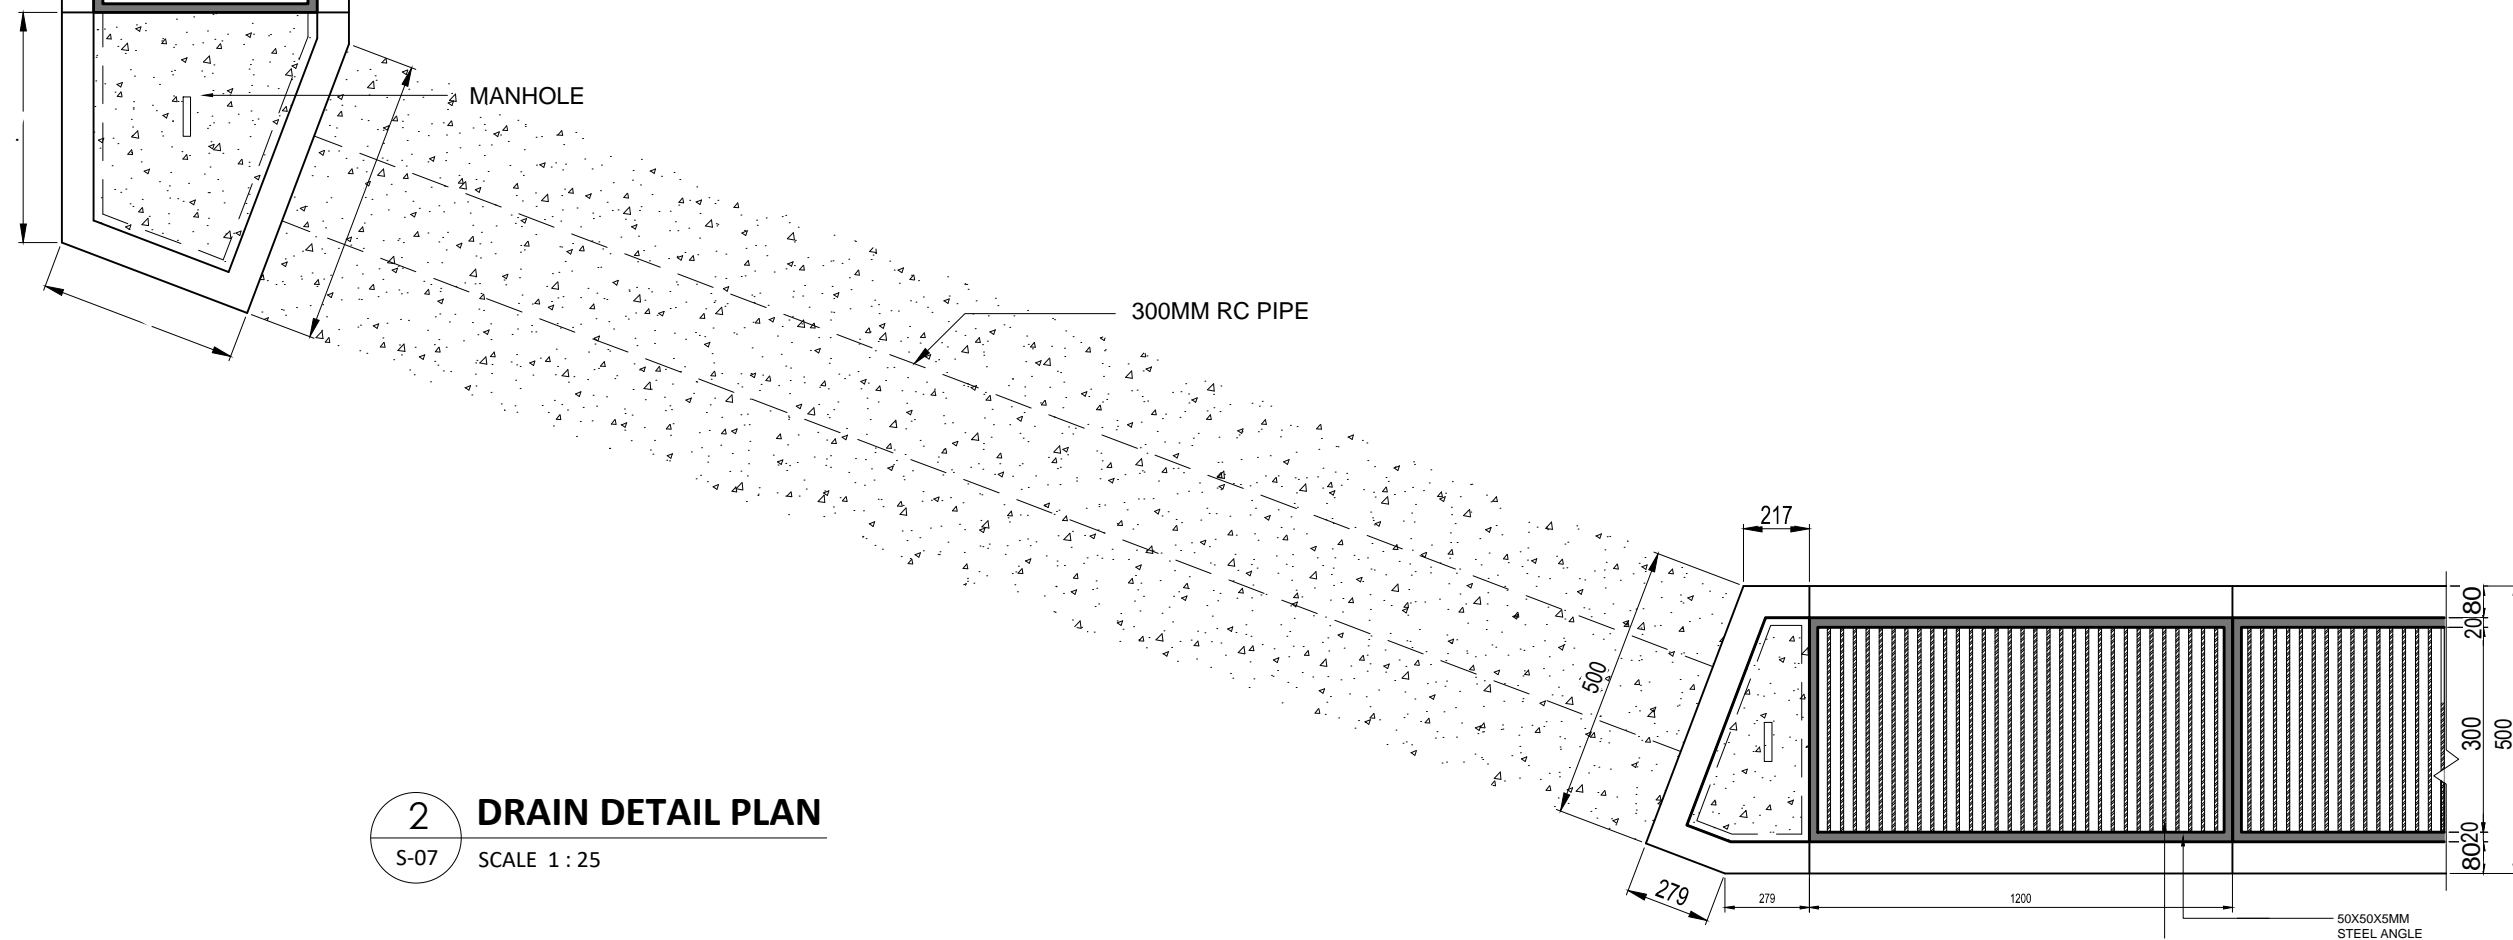 MANHOLE
300MM RC PIPE
217
80
20
500
300
500
20
80
279
279
1200
50X50X5MM
STEEL ANGLE
2
DRAIN DETAIL PLAN
S-07
SCALE 1 : 25